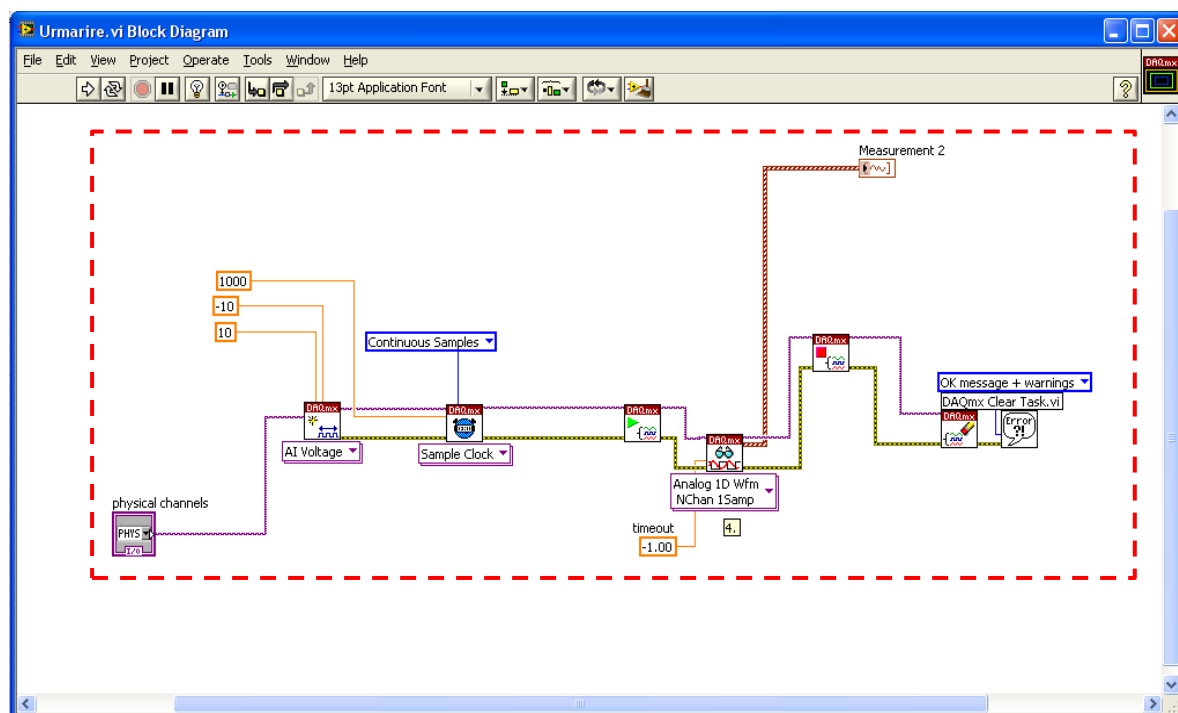 Urmarire.vi Block Diagram
File Edit View Project Operate Tools Window Help
DAQmx
13pt Application Font
?
Measurement 2
1000
-10
10
Continuous Samples
DAQmx
OK message + warnings
DAQmx Clear Task.vi
DAQmx
DAQmx
DAQmx
DAQmx
Error
?!
DAQmx
AI Voltage
Sample Clock
Analog 1D Wfm
NChan 1Samp
physical channels
timeout
4.
PHYS
I/O
-1.00